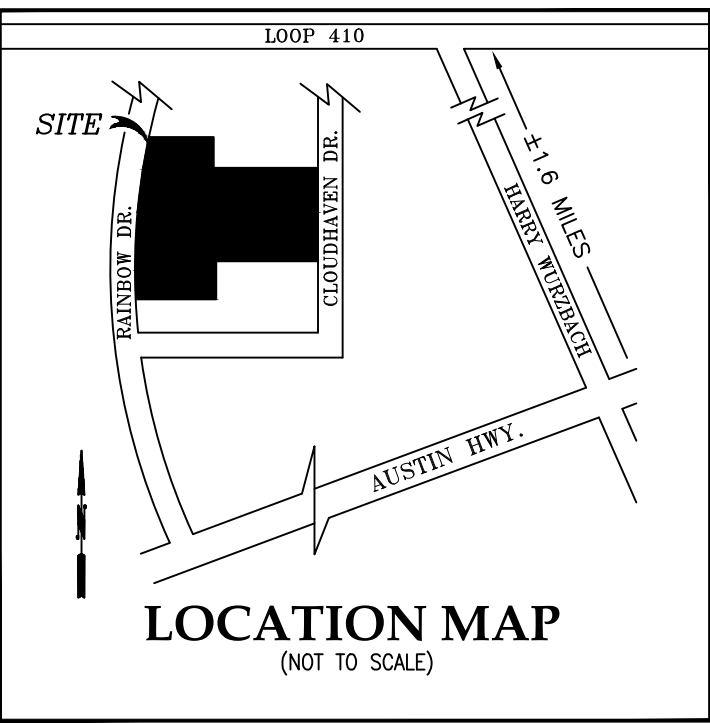 LOOP 410
SITE
RAINBOW DR.
CLOUDHAVEN DR.
HARRY WURZBACH
±1.6 MILES
AUSTIN HWY.
N
LOCATION MAP
(NOT TO SCALE)